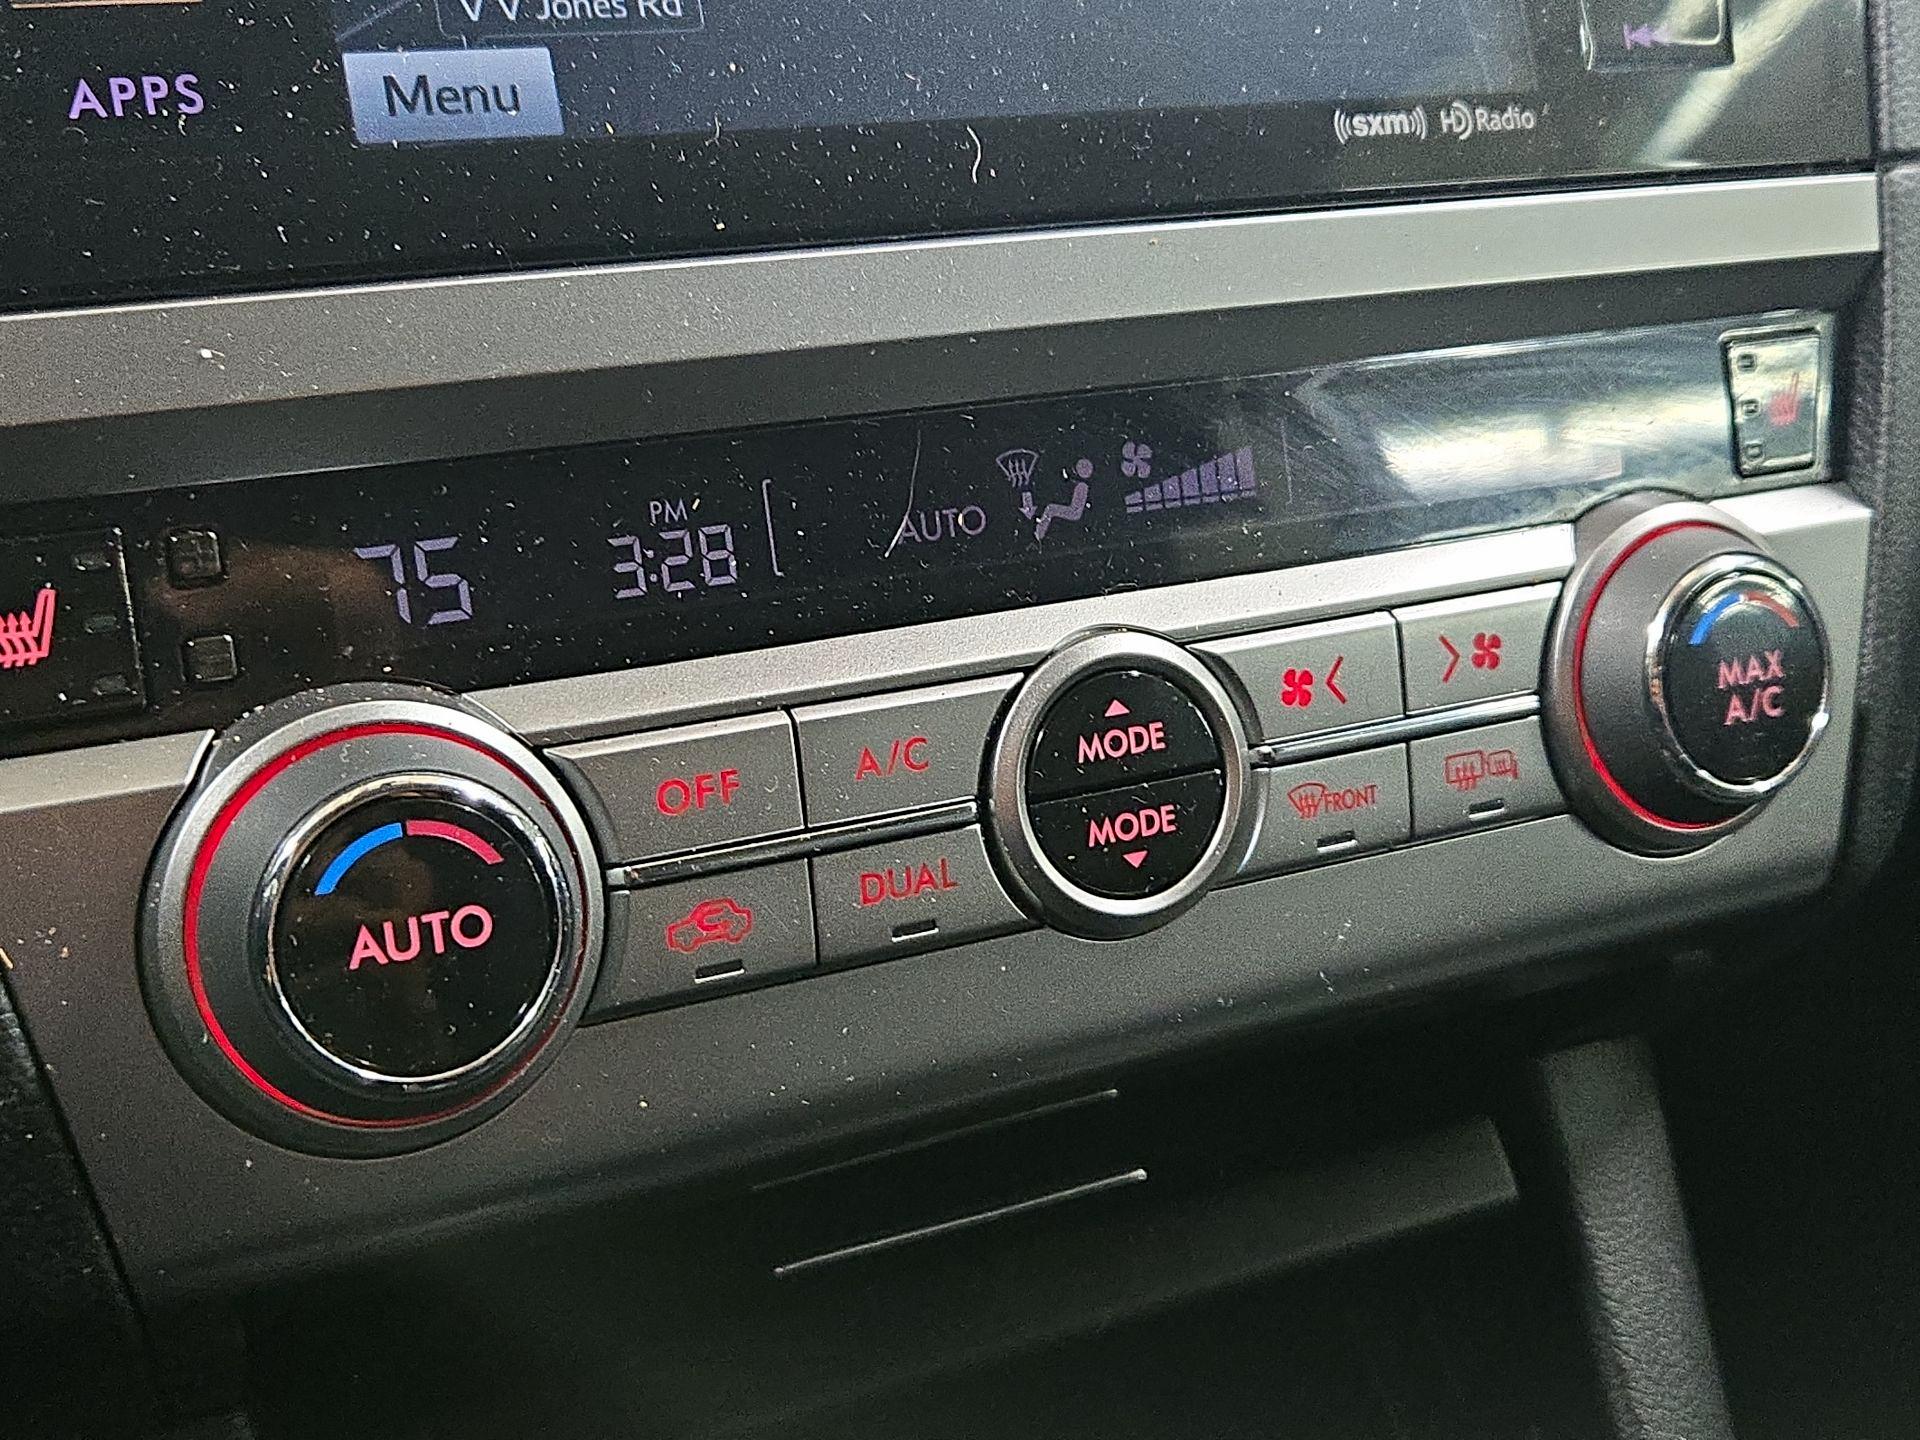 Jones Rd
APPS
Menu
((sxm)) HD Radio
75
PM
3:28
AUTO
AUTO
OFF
A/C
DUAL
MODE
MODE
FRONT
MAX
A/C